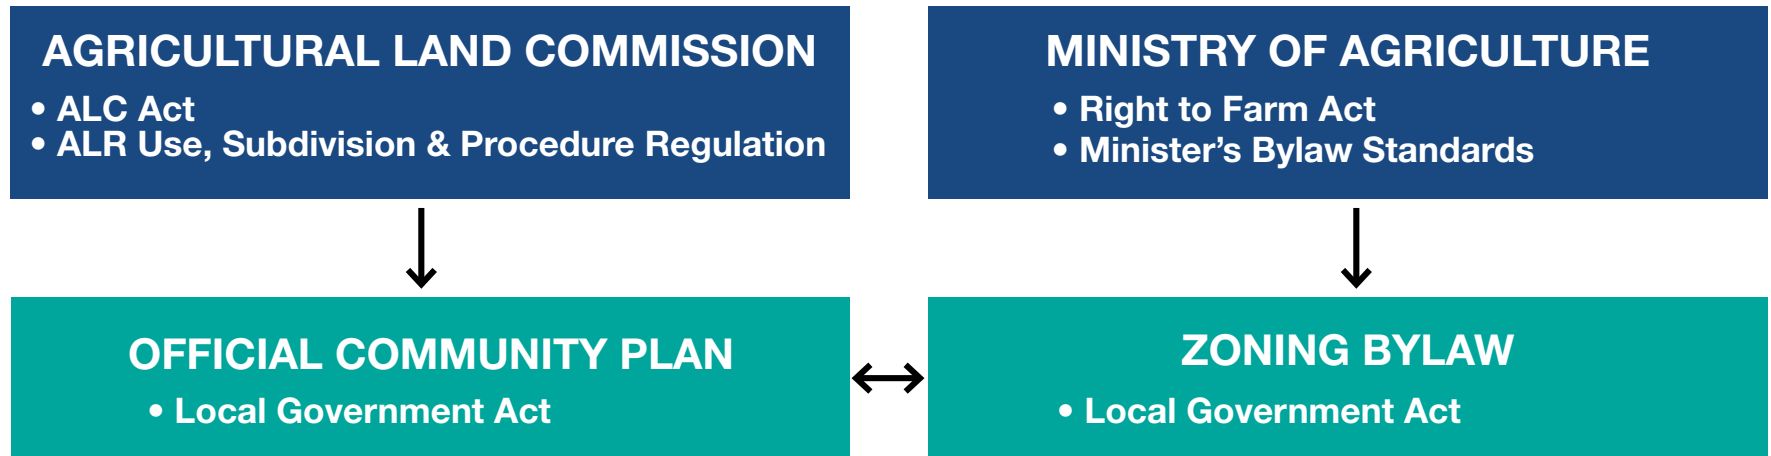 AGRICULTURAL LAND COMMISSION
• ALC Act
• ALR Use, Subdivision & Procedure Regulation
MINISTRY OF AGRICULTURE
• Right to Farm Act
• Minister’s Bylaw Standards
OFFICIAL COMMUNITY PLAN
• Local Government Act
ZONING BYLAW
• Local Government Act